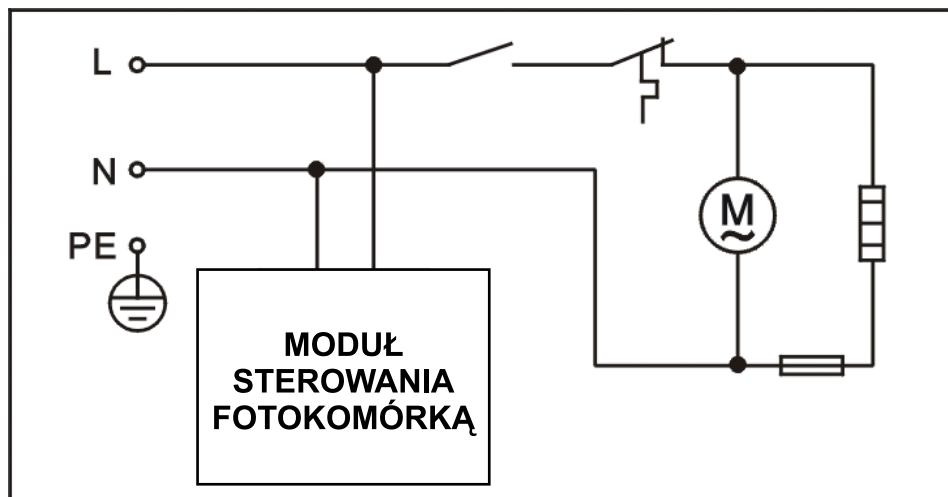 L
N
PE
M
~
MODUŁ
STEROWANIA
FOTOKOMÓRKĄ